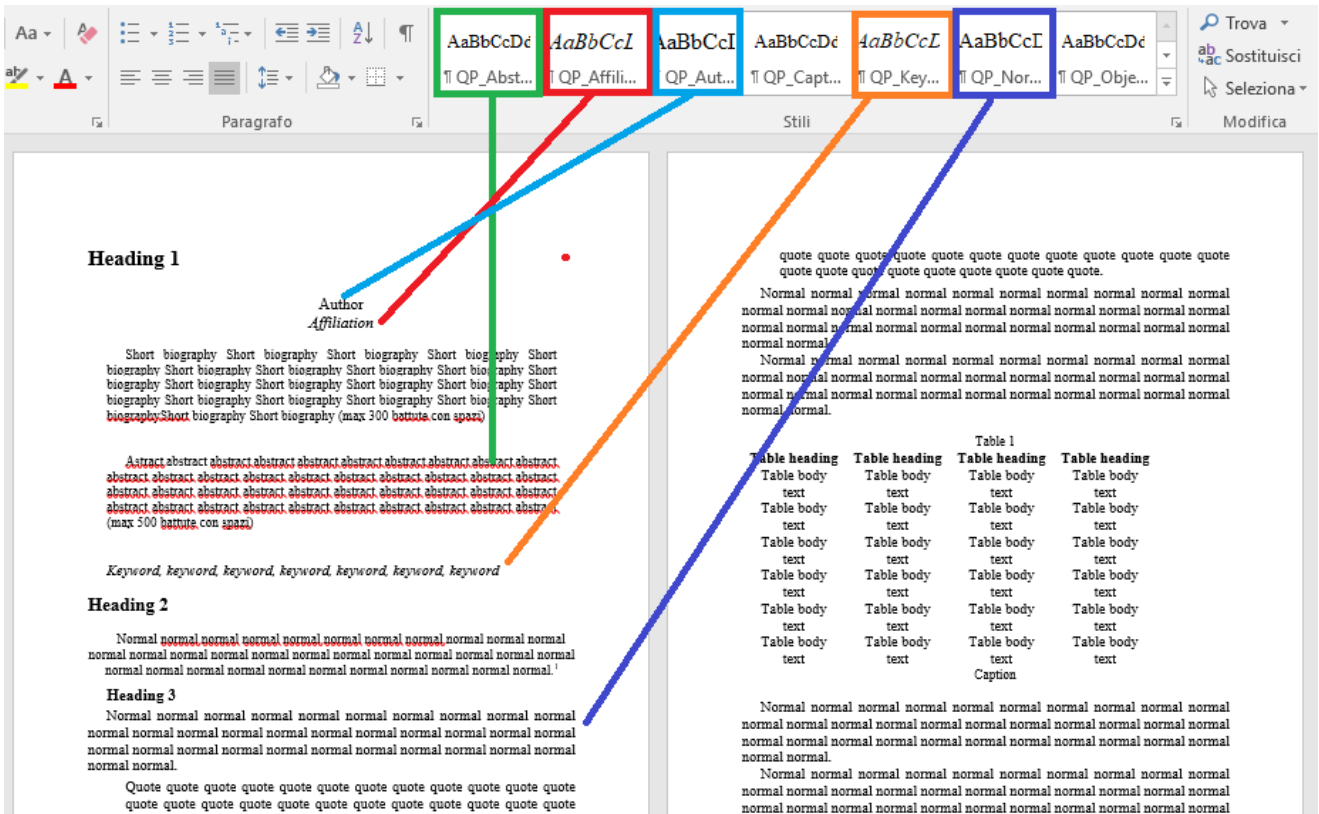 Aa
AaBbCcDd AaBbCcL AaBbCcI AaBbCcDd AaBbCcL AaBbCcI AaBbCcDd
¶ QP_Abst... ¶ QP_Affili... ¶ QP_Aut... ¶ QP_Capt... ¶ QP_Key... ¶ QP_Nor... ¶ QP_Obje...
Trova
Sostituisci
Seleziona
Paragrafo
Stili
Modifica
Heading 1
Author
Affiliation
Short biography Short biography Short biography Short biography Short
biography Short biography Short biography Short biography Short biography Short
biography Short biography Short biography Short biography Short biography Short
biography Short biography Short biography Short biography Short biography Short
biographyShort biography Short biography (max 300 battute con spazi)
Astract abstract abstract abstract abstract abstract abstract abstract abstract abstract
abstract abstract abstract abstract abstract abstract abstract abstract abstract abstract
abstract abstract abstract abstract abstract abstract abstract abstract abstract abstract
abstract abstract abstract abstract abstract abstract abstract abstract abstract abstract
(max 500 battute con spazi)
Keyword, keyword, keyword, keyword, keyword, keyword, keyword
Heading 2
Normal normal normal normal normal normal normal normal normal normal normal
normal normal normal normal normal normal normal normal normal normal normal normal
normal normal normal normal normal normal normal normal normal normal normal.¹
Heading 3
Normal normal normal normal normal normal normal normal normal normal
normal normal normal normal normal normal normal normal normal normal normal normal
normal normal normal normal normal normal normal normal normal normal normal normal
normal normal.
Quote quote quote quote quote quote quote quote quote quote quote quote
quote quote quote quote quote quote quote quote quote quote quote quote
quote quote quote quote quote quote quote quote quote quote quote quote
quote quote quote quote quote quote quote quote quote.
Normal normal normal normal normal normal normal normal normal normal
normal normal normal normal normal normal normal normal normal normal normal normal
normal normal normal normal normal normal normal normal normal normal normal normal
normal normal.
Normal normal normal normal normal normal normal normal normal normal
normal normal normal normal normal normal normal normal normal normal normal normal
normal normal normal normal normal normal normal normal normal normal normal normal
normal normal.
Table 1
Table heading Table heading Table heading Table heading
Table body Table body Table body Table body
text text text text
Table body Table body Table body Table body
text text text text
Table body Table body Table body Table body
text text text text
Table body Table body Table body Table body
text text text text
Table body Table body Table body Table body
text text text text
Table body Table body Table body Table body
text text text text
Caption
Normal normal normal normal normal normal normal normal normal normal
normal normal normal normal normal normal normal normal normal normal normal normal
normal normal normal normal normal normal normal normal normal normal normal normal
normal normal.
Normal normal normal normal normal normal normal normal normal normal
normal normal normal normal normal normal normal normal normal normal normal normal
normal normal normal normal normal normal normal normal normal normal normal normal